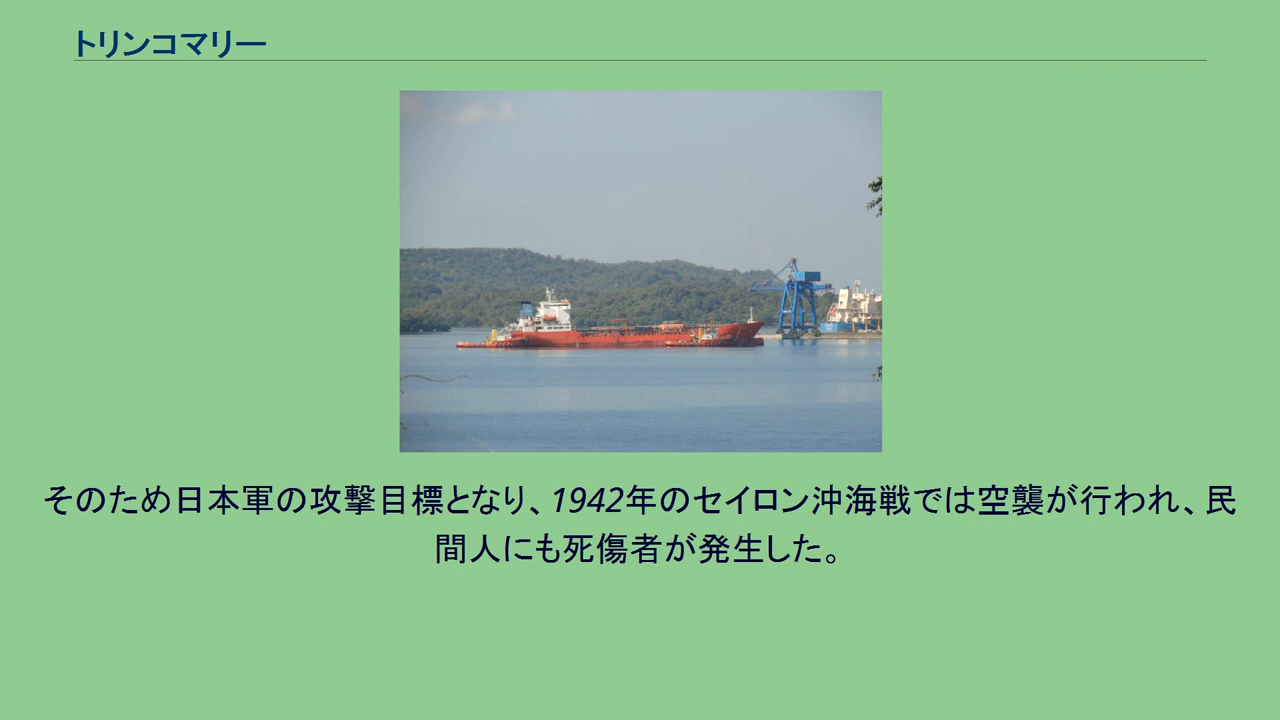 トリンコマリー
そのため日本軍の攻撃目標となり、1942年のセイロン沖海戦では空襲が行われ、民
間人にも死傷者が発生した。